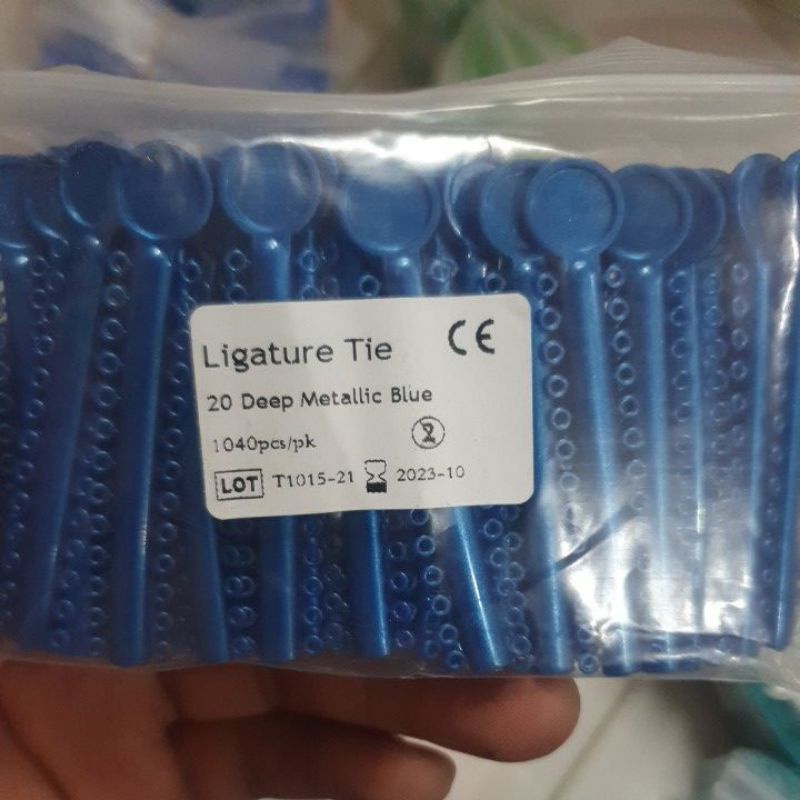 Ligature Tie CE
20 Deep Metallic Blue
1040pcs/pk 2
LOT T1015-21 2023-10